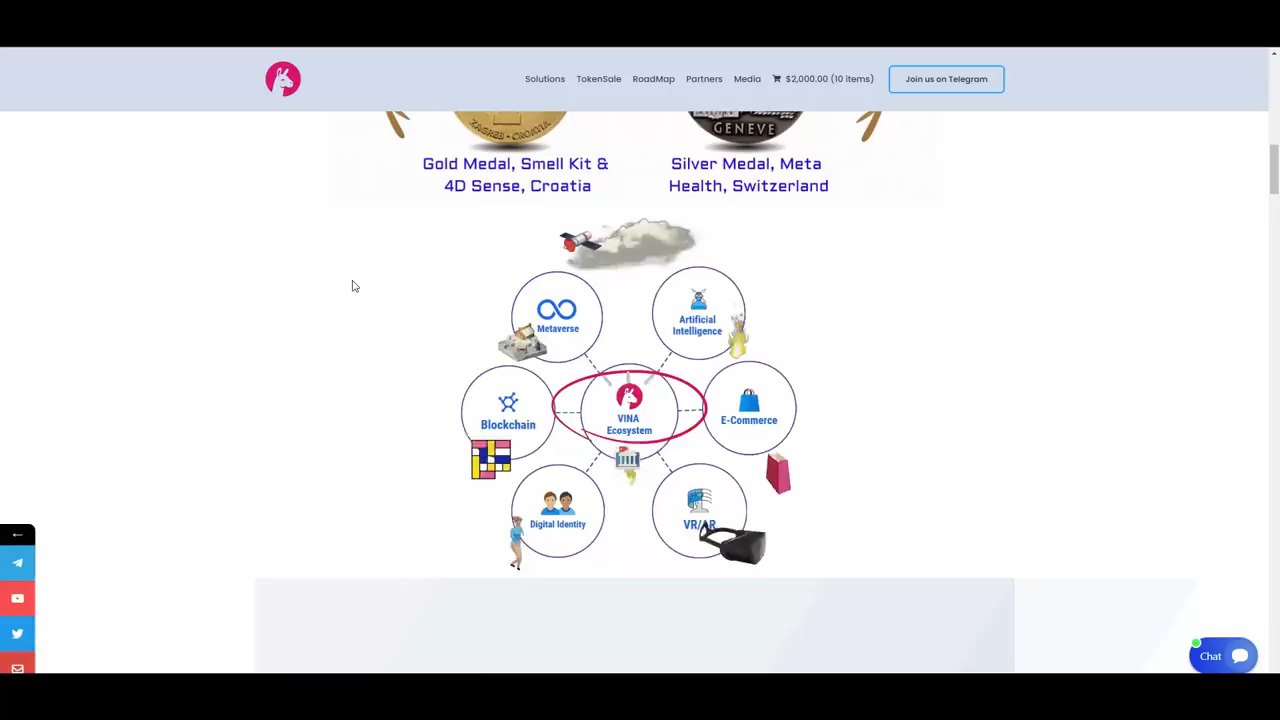 Solutions TokenSale RoadMap Partners Media $2,000.00 (10 items) Join us on Telegram
ZAGREB - CROATIA
GENEVE
Gold Medal, Smell Kit &
4D Sense, Croatia
Silver Medal, Meta
Health, Switzerland
Metaverse
Artificial
Intelligence
Blockchain
VINA
Ecosystem
E-Commerce
Digital Identity
VR/AR
Chat